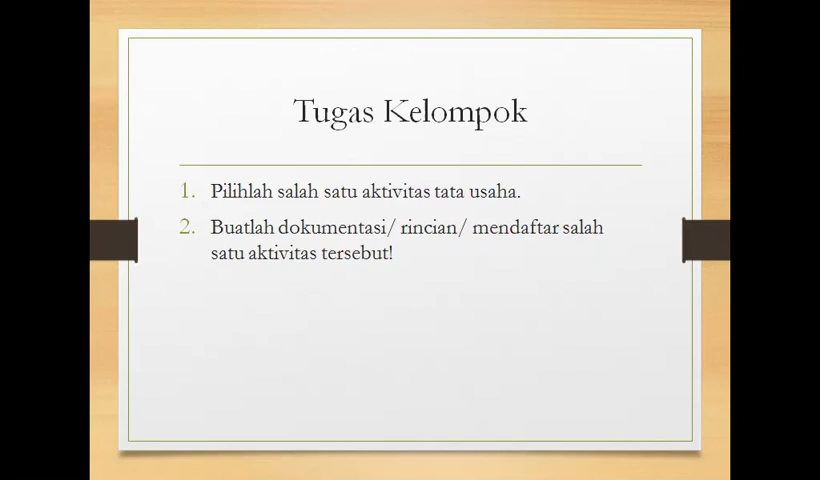 Tugas Kelompok
1. Pilihlah salah satu aktivitas tata usaha.
2. Buatlah dokumentasi/ rincian/ mendaftar salah
satu aktivitas tersebut!